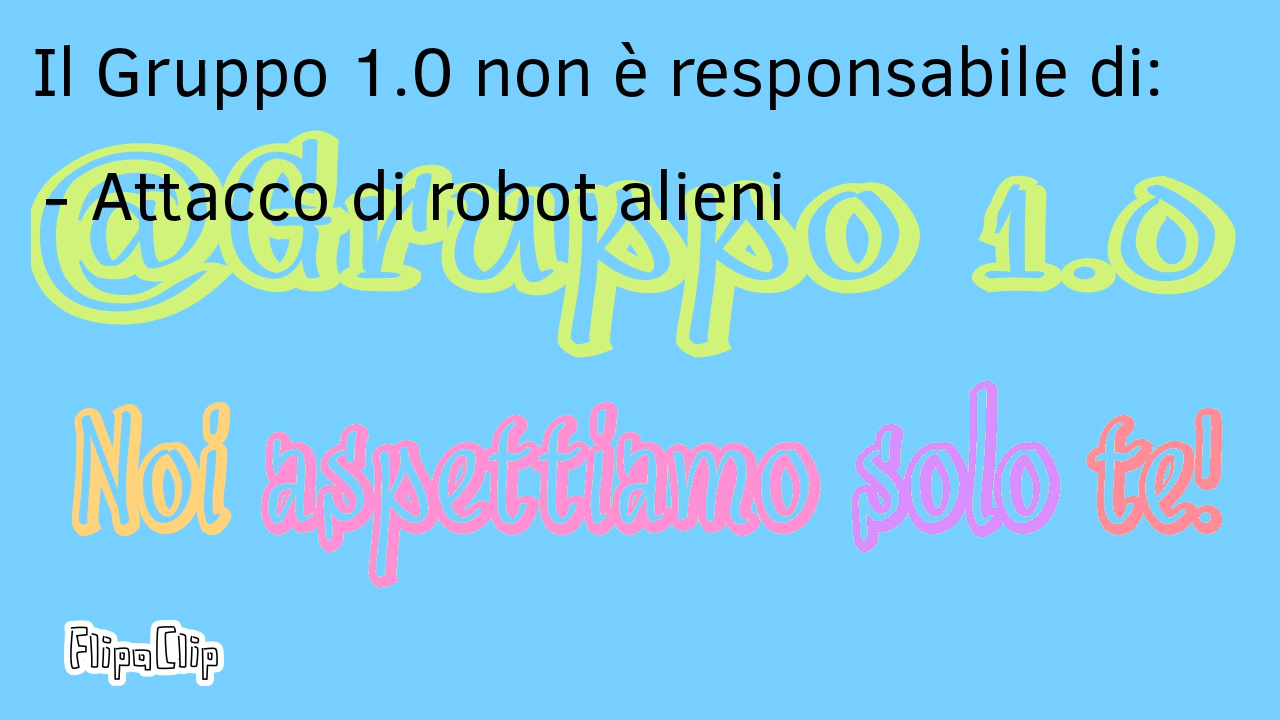 Il Gruppo 1.0 non è responsabile di:
- Attacco di robot alieni
@Gruppo 1.0
Noi aspettiamo solo te!
FlipaClip